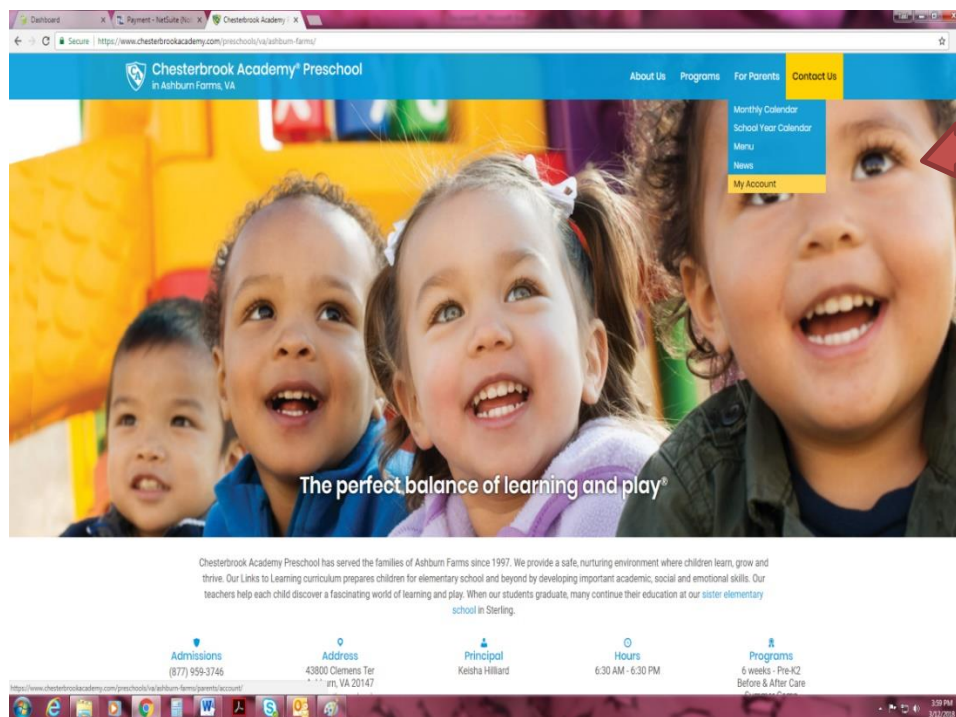 Dashboard
Payment - NetSuite (Nol
Chesterbrook Academy P
Secure
https://www.chesterbrookacademy.com/preschools/va/ashburn-farms/
Chesterbrook Academy® Preschool
in Ashburn Farms, VA
About Us
Programs
For Parents
Contact Us
Monthly Calendar
School Year Calendar
Menu
News
My Account
The perfect balance of learning and play®
Chesterbrook Academy Preschool has served the families of Ashburn Farms since 1997. We provide a safe, nurturing environment where children learn, grow and
thrive. Our Links to Learning curriculum prepares children for elementary school and beyond by developing important academic, social and emotional skills. Our
teachers help each child discover a fascinating world of learning and play. When our students graduate, many continue their education at our sister elementary
school in Sterling.
Admissions
(877) 959-3746
Address
43800 Clemens Ter
VA 20147
Principal
Keisha Hilliard
Hours
6:30 AM - 6:30 PM
Programs
6 weeks - Pre-K2
Before & After Care
https://www.chesterbrookacademy.com/preschools/va/ashburn-farms/parents/account/
3:59 PM
3/12/2018